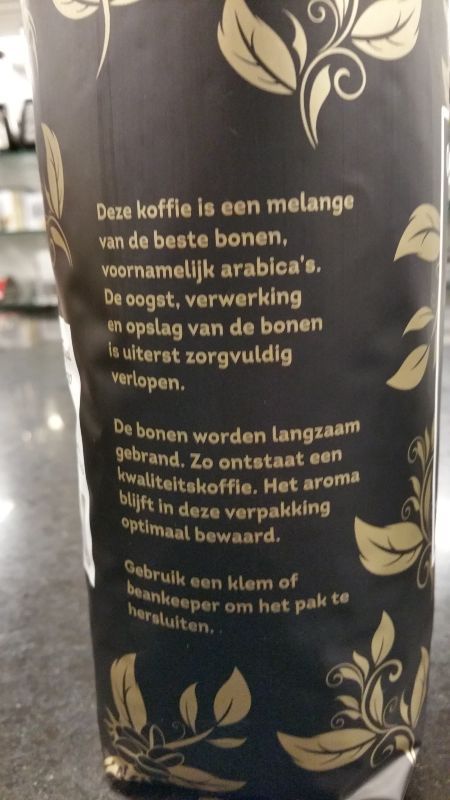 Deze koffie is een melange
van de beste bonen,
voornamelijk arabica's.
De oogst, verwerking
en opslag van de bonen
is uiterst zorgvuldig
verlopen.
De bonen worden langzaam
gebrand. Zo ontstaat een
kwaliteitskoffie. Het aroma
blijft in deze verpakking
optimaal bewaard.
Gebruik een klem of
beankeeper om het pak te
hersluiten.